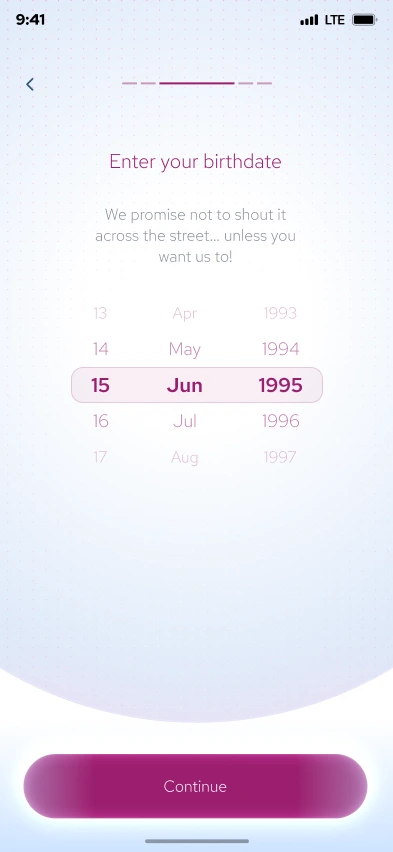 9:41 LTE
Enter your birthdate
We promise not to shout it
across the street... unless you
want us to!
13 Apr 1993
14 May 1994
15 Jun 1995
16 Jul 1996
17 Aug 1997
Continue